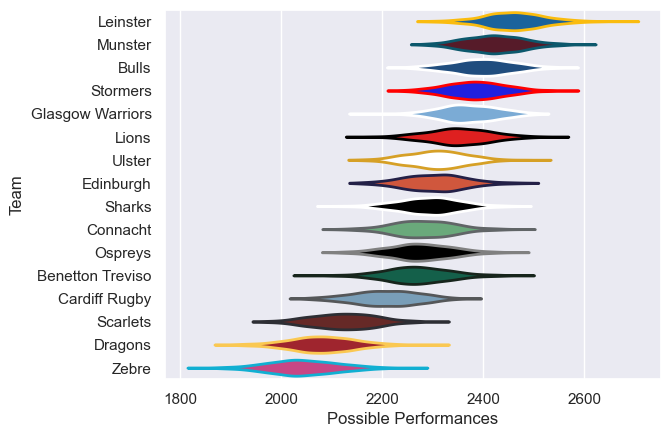 Leinster
Munster
Bulls
Stormers
Glasgow Warriors
Lions
Ulster
Edinburgh
Sharks
Connacht
Ospreys
Benetton Treviso
Cardiff Rugby
Scarlets
Dragons
Zebre
Team
1800 2000 2200 2400 2600
Possible Performances